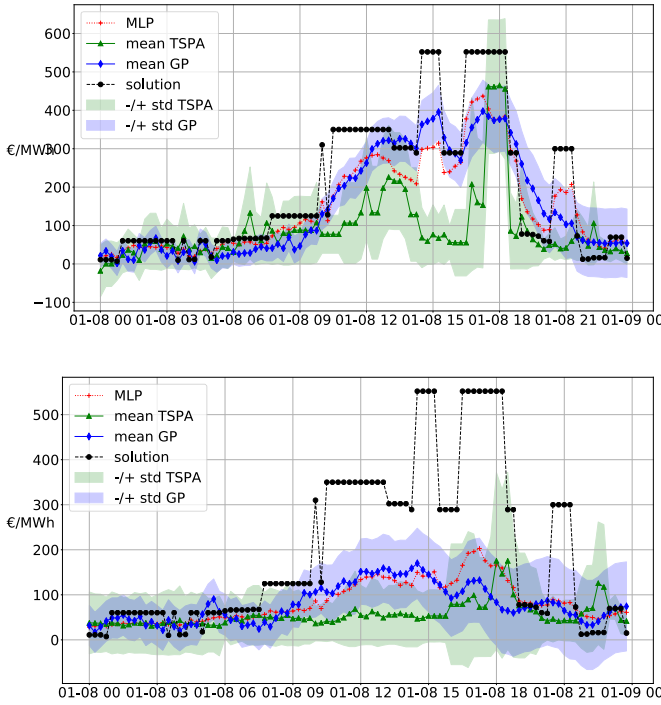 600
500
400
€/MWh
300
200
100
0
−100
MLP
mean TSPA
mean GP
solution
-/+ std TSPA
-/+ std GP
01-08 00 01-08 03 01-08 06 01-08 09 01-08 12 01-08 15 01-08 18 01-08 21 01-09 00
500
400
300
€/MWh
200
100
0
MLP
mean TSPA
mean GP
solution
-/+ std TSPA
-/+ std GP
01-08 00 01-08 03 01-08 06 01-08 09 01-08 12 01-08 15 01-08 18 01-08 21 01-09 00